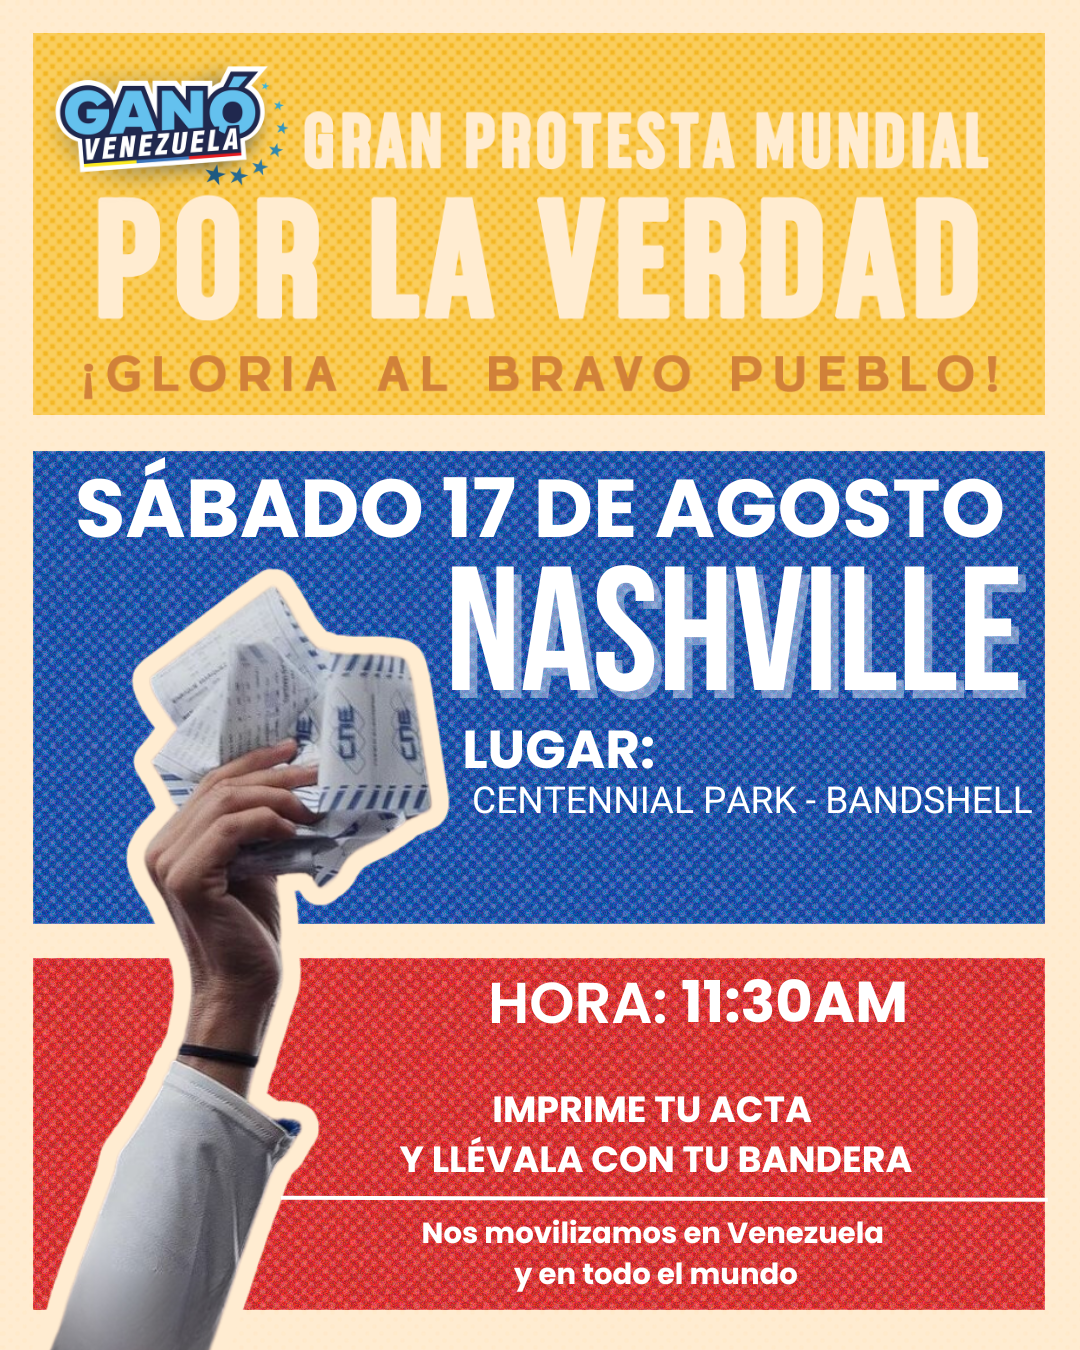 GANÓ
VENEZUELA
GRAN PROTESTA MUNDIAL
POR LA VERDAD
¡GLORIA AL BRAVO PUEBLO!
SÁBADO 17 DE AGOSTO
NASHVILLE
LUGAR:
CENTENNIAL PARK - BANDSHELL
CNE
CNE
HORA: 11:30AM
IMPRIME TU ACTA
Y LLÉVALA CON TU BANDERA
Nos movilizamos en Venezuela
y en todo el mundo